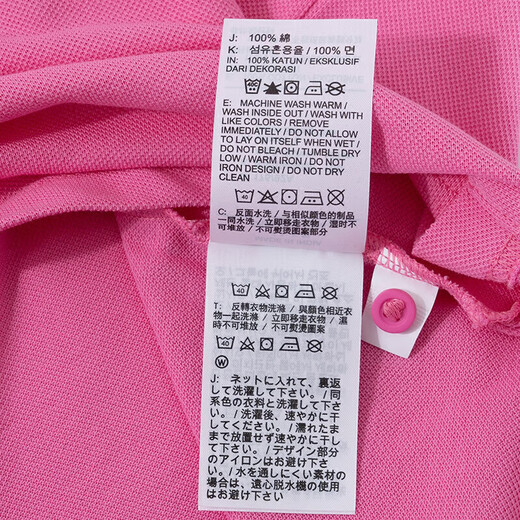 J: 100% 綿
K: 섬유혼용율 / 100% 면
IN: 100% KATUN / EKSKLUSIF
DARI DEKORASI
40
E: MACHINE WASH WARM /
WASH INSIDE OUT / WASH WITH
LIKE COLORS / REMOVE
IMMEDIATELY / DO NOT ALLOW
TO LAY ON ITSELF WHEN WET /
DO NOT BLEACH / TUMBLE DRY
LOW / WARM IRON / DO NOT
IRON DESIGN / DO NOT DRY
CLEAN
40
C: 反面水洗 / 与相似颜色的制品
一同水洗 / 立即移走衣物 / 湿时不
可堆放 / 不可熨烫图案部分
40
T: 反轉衣物洗滌 / 與顏色相近衣
物一起洗滌 / 立即移走衣物 / 濕
時不可堆放 / 不可熨燙圖案
40
W
J: ネットに入れて、裏返
して洗濯して下さい。/ 同
系色の衣料と洗濯して下さ
い。/ 洗濯後、速やかに干
して下さい。/ 濡れたま
まで放置せず速やかに干し
て下さい。/ デザイン部分
のアイロンはお避け下さ
い。/ 水を通しにくい素材の
場合は、遠心脱水機の使用
はお避け下さい